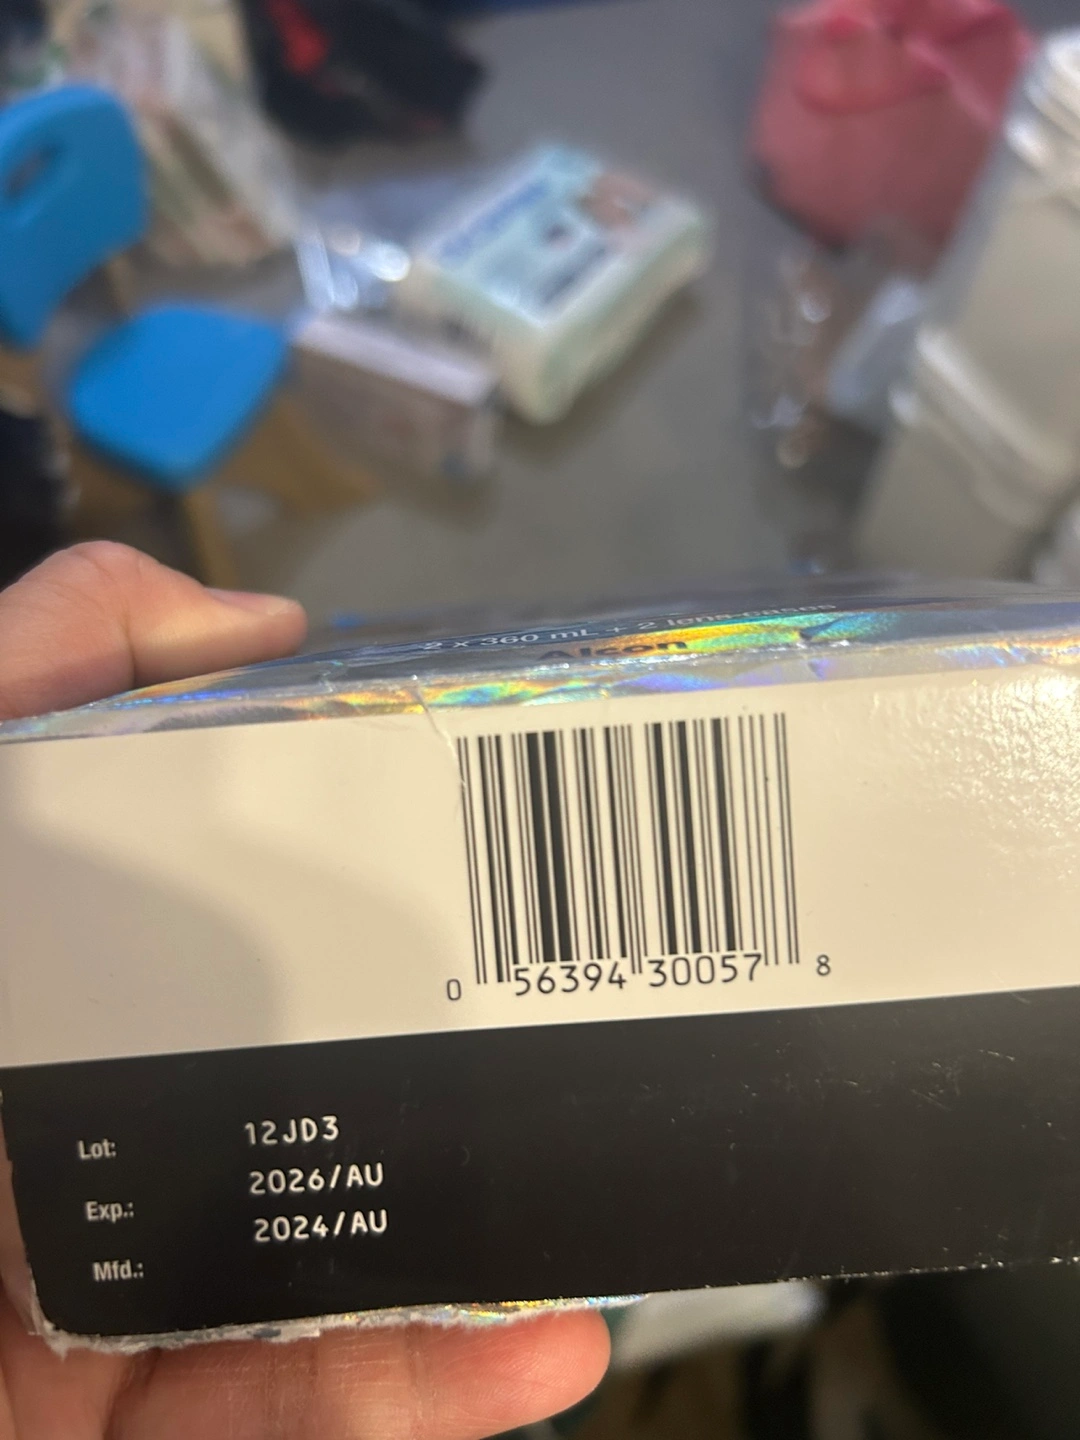 2 x 360 mL + 2 lens cases
Alcon
0 56394 30057 8
Lot: 12JD3
Exp.: 2026/AU
Mfd.: 2024/AU